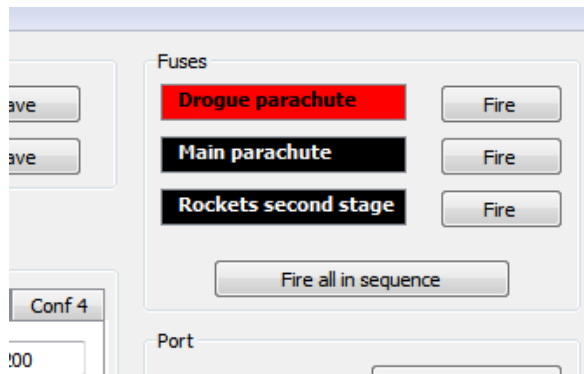 Fuses
ave
Drogue parachute
Fire
ave
Main parachute
Fire
Rockets second stage
Fire
Fire all in sequence
Conf 4
Port
200